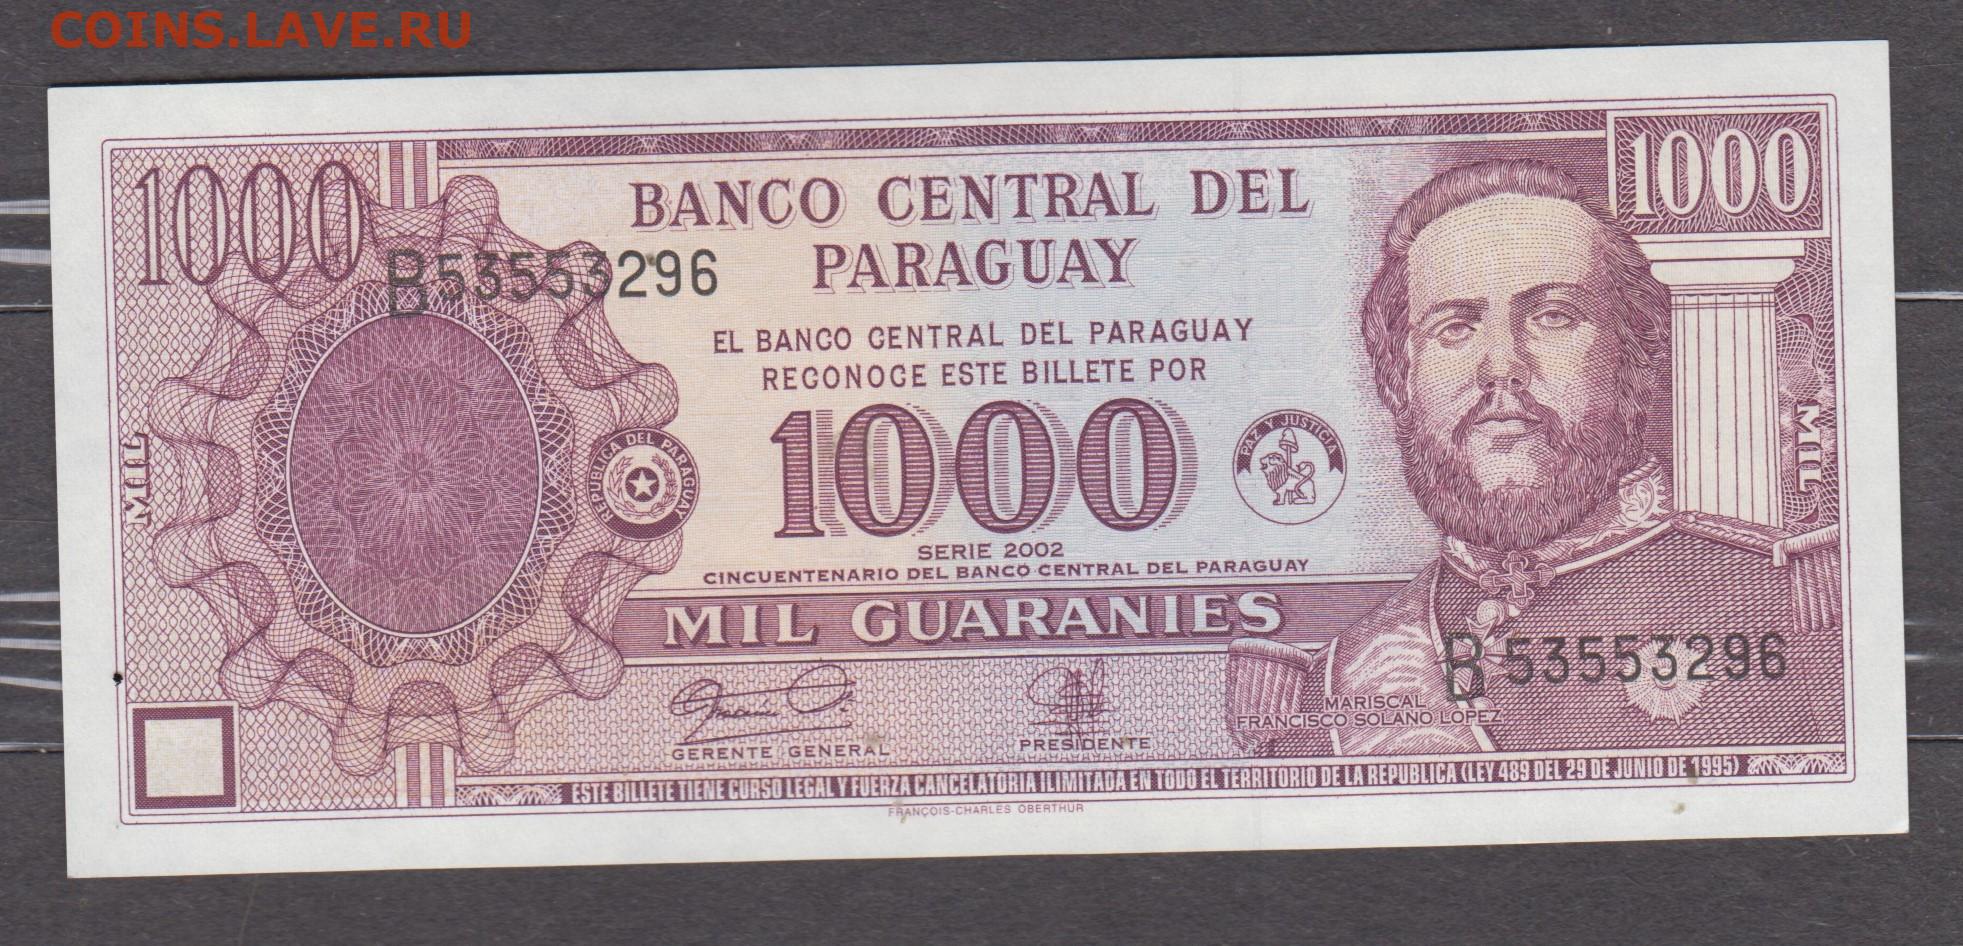 COINS.LAVE.RU
1000
1000
BANCO CENTRAL DEL
PARAGUAY
B53553296
EL BANCO CENTRAL DEL PARAGUAY
RECONOCE ESTE BILLETE POR
1000
REPUBLICA DEL PARAGUAY
PAZ Y JUSTICIA
MIL
MIL
SERIE 2002
CINCUENTENARIO DEL BANCO CENTRAL DEL PARAGUAY
MIL GUARANIES
B53553296
MARISCAL
FRANCISCO SOLANO LOPEZ
GERENTE GENERAL
PRESIDENTE
ESTE BILLETE TIENE CURSO LEGAL Y FUERZA CANCELATORIA ILIMITADA EN TODO EL TERRITORIO DE LA REPUBLICA (LEY 489 DEL 29 DE JUNIO DE 1995)
FRANÇOIS-CHARLES OBERTHUR